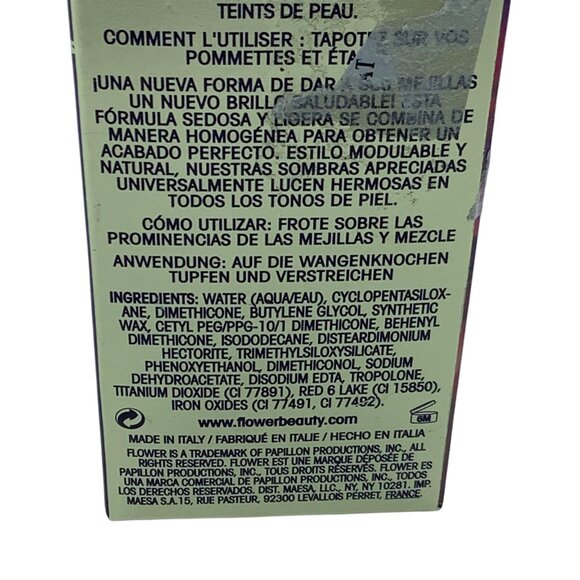 TEINTS DE PEAU.
COMMENT L'UTILISER : TAPOTEZ SUR VOS
POMMETTES ET
¡UNA NUEVA FORMA DE DAR A SUS MEJILLAS
UN NUEVO BRILLO SALUDABLE! ESTA
FÓRMULA SEDOSA Y LIGERA SE COMBINA DE
MANERA HOMOGÉNEA PARA OBTENER UN
ACABADO PERFECTO. ESTILO MODULABLE Y
NATURAL, NUESTRAS SOMBRAS APRECIADAS
UNIVERSALMENTE LUCEN HERMOSAS EN
TODOS LOS TONOS DE PIEL.
CÓMO UTILIZAR: FROTE SOBRE LAS
PROMINENCIAS DE LAS MEJILLAS Y MEZCLE
ANWENDUNG: AUF DIE WANGENKNOCHEN
TUPFEN UND VERSTREICHEN
INGREDIENTS: WATER (AQUA/EAU), CYCLOPENTASILOX-
ANE, DIMETHICONE, BUTYLENE GLYCOL, SYNTHETIC
WAX, CETYL PEG/PPG-10/1 DIMETHICONE, BEHENYL
DIMETHICONE, ISODODECANE, DISTEARDIMONIUM
HECTORITE, TRIMETHYLSILOXYSILICATE,
PHENOXYETHANOL, DIMETHICONOL, SODIUM
DEHYDROACETATE, DISODIUM EDTA, TROPOLONE,
TITANIUM DIOXIDE (CI 77891), RED 6 LAKE (CI 15850),
IRON OXIDES (CI 77491, CI 77492).
www.flowerbeauty.com
6M
MADE IN ITALY / FABRIQUÉ EN ITALIE / HECHO EN ITALIA
FLOWER IS A TRADEMARK OF PAPILLON PRODUCTIONS, INC., ALL
RIGHTS RESERVED. FLOWER EST UNE MARQUE DÉPOSÉE DE
PAPILLON PRODUCTIONS, INC., TOUS DROITS RÉSERVÉS. FLOWER ES
UNA MARCA COMERCIAL DE PAPILLON PRODUCTIONS, INC., TODOS
LOS DERECHOS RESERVADOS. DIST. MAESA, LLC., NY, NY 10281. IMP.
MAESA S.A.15, RUE PASTEUR, 92300 LEVALLOIS PERRET, FRANCE.